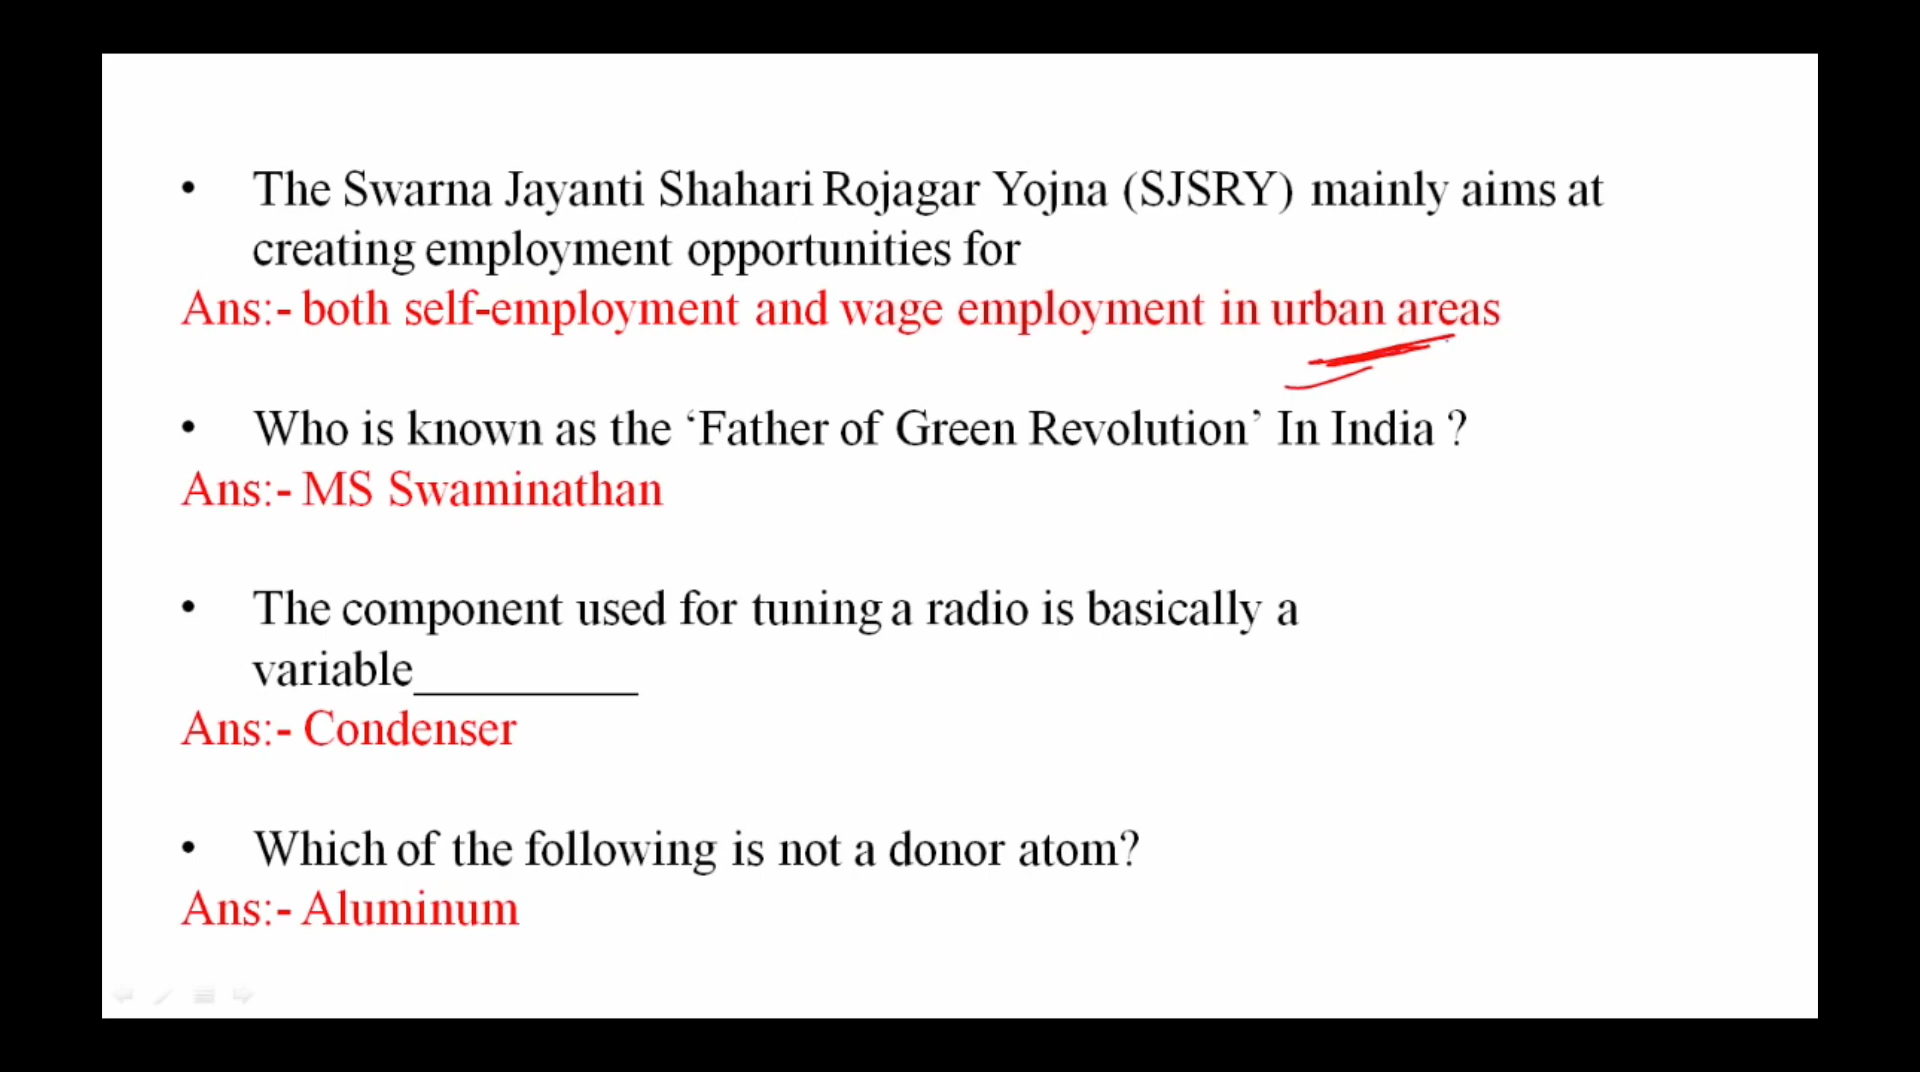 • The Swarna Jayanti Shahari Rojagar Yojna (SJSRY) mainly aims at
creating employment opportunities for
Ans:- both self-employment and wage employment in urban areas
• Who is known as the ‘Father of Green Revolution’ In India ?
Ans:- MS Swaminathan
• The component used for tuning a radio is basically a
variable_________
Ans:- Condenser
• Which of the following is not a donor atom?
Ans:- Aluminum